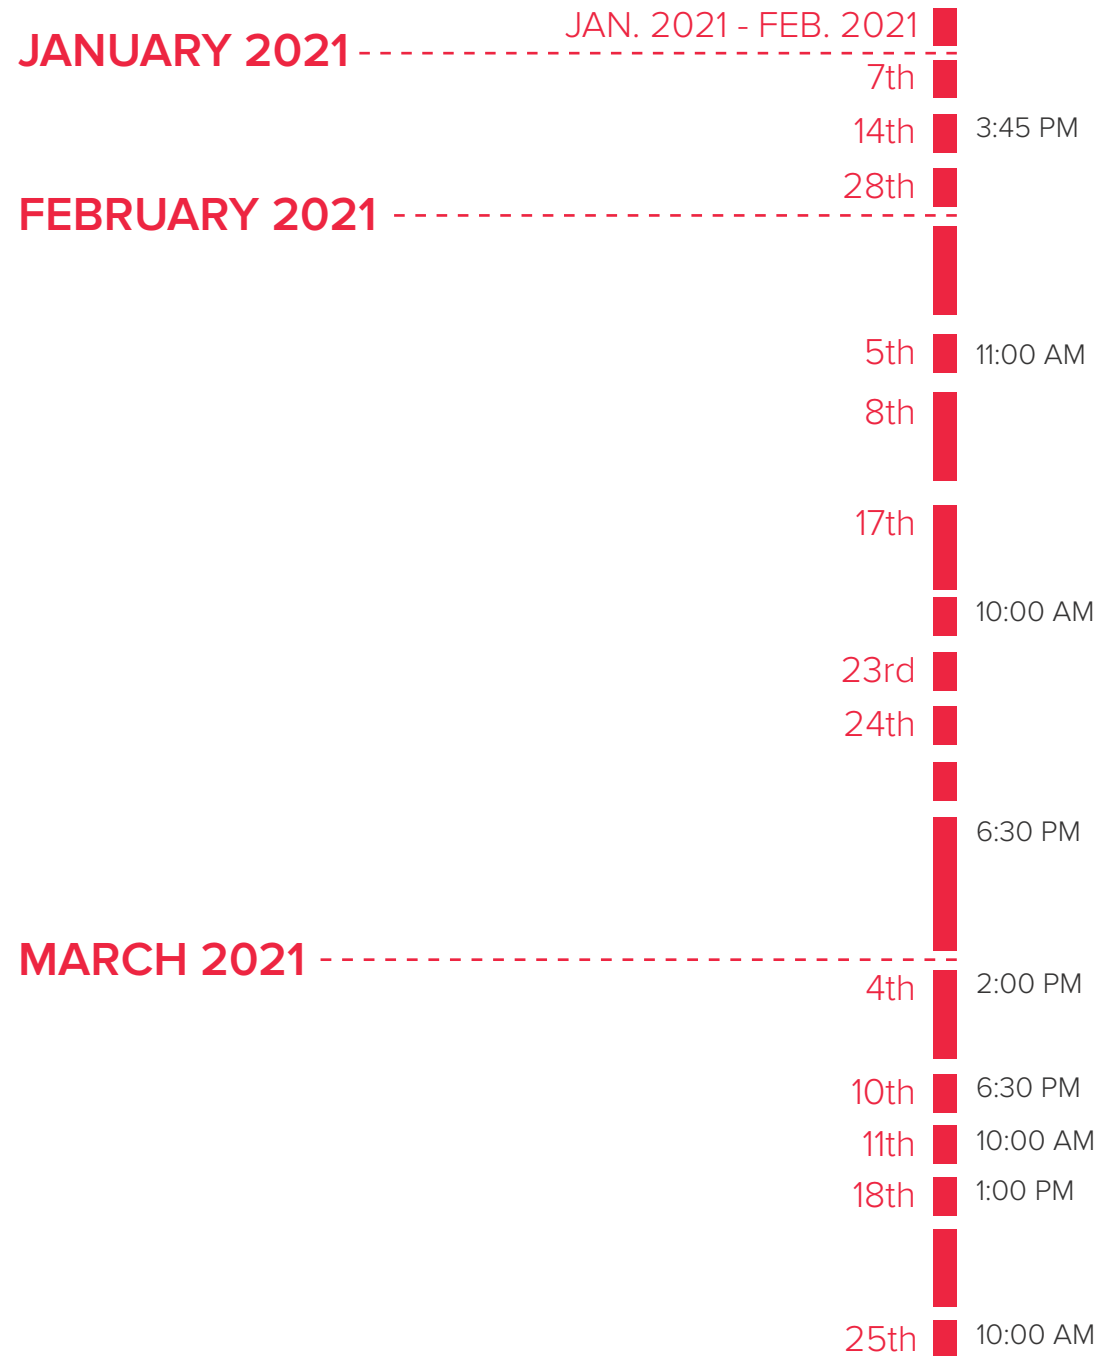 JAN. 2021 - FEB. 2021
JANUARY 2021
7th
14th 3:45 PM
28th
FEBRUARY 2021
5th 11:00 AM
8th
17th
10:00 AM
23rd
24th
6:30 PM
MARCH 2021
4th 2:00 PM
10th 6:30 PM
11th 10:00 AM
18th 1:00 PM
25th 10:00 AM